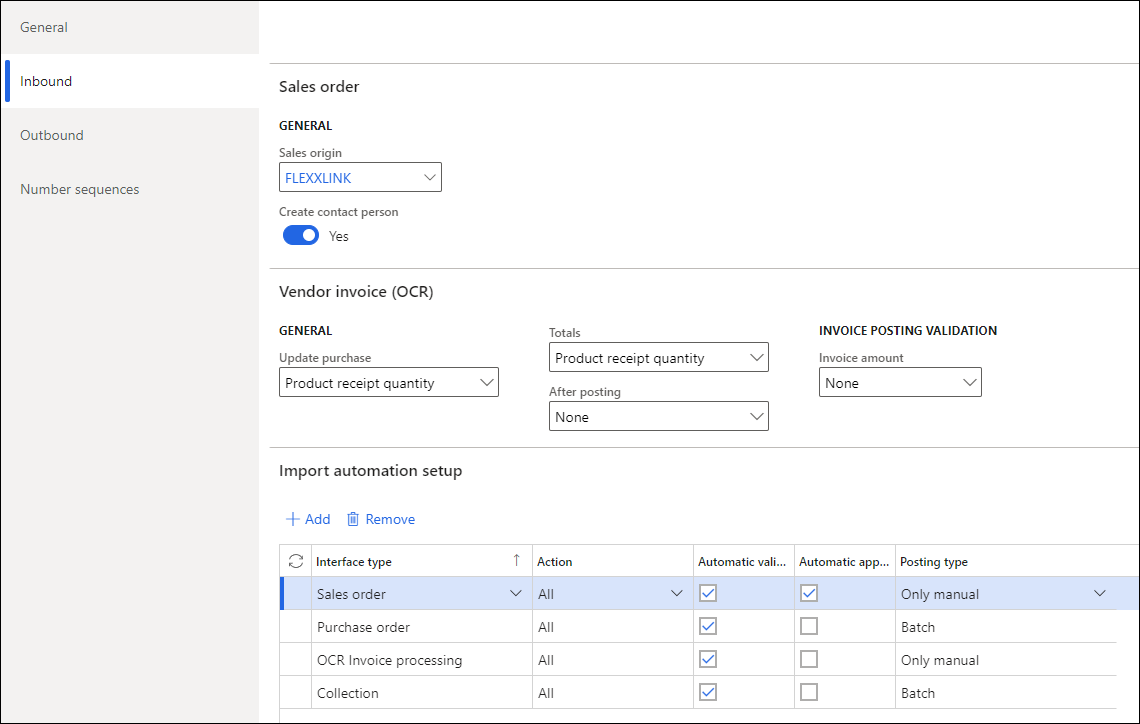 General
Inbound
Outbound
Number sequences
Sales order
GENERAL
Sales origin
FLEXXLINK
Create contact person
Yes
Vendor invoice (OCR)
GENERAL
Update purchase
Product receipt quantity
Totals
Product receipt quantity
After posting
None
INVOICE POSTING VALIDATION
Invoice amount
None
Import automation setup
Add Remove
Interface type Action Automatic vali... Automatic app... Posting type
Sales order All Only manual
Purchase order All Batch
OCR Invoice processing All Only manual
Collection All Batch